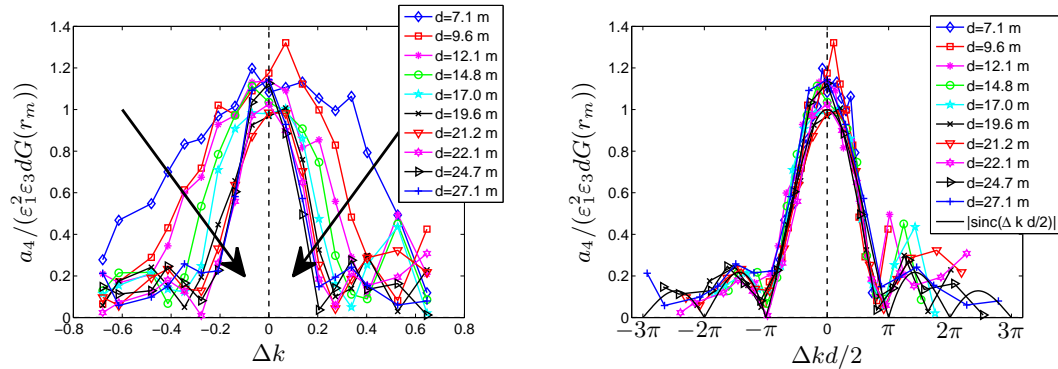 d=7.1 m
d=9.6 m
d=12.1 m
d=14.8 m
d=17.0 m
d=19.6 m
d=21.2 m
d=22.1 m
d=24.7 m
d=27.1 m
1.4
1.2
1
0.8
0.6
0.4
0.2
0
−0.8 −0.6 −0.4 −0.2 0 0.2 0.4 0.6 0.8
Δk
a₄/(ε₁²ε₃dG(rₘ))
d=7.1 m
d=9.6 m
d=12.1 m
d=14.8 m
d=17.0 m
d=19.6 m
d=21.2 m
d=22.1 m
d=24.7 m
d=27.1 m
|sinc(Δ k d/2)|
1.4
1.2
1
0.8
0.6
0.4
0.2
0
−3π −2π −π 0 π 2π 3π
Δkd/2
a₄/(ε₁²ε₃dG(rₘ))